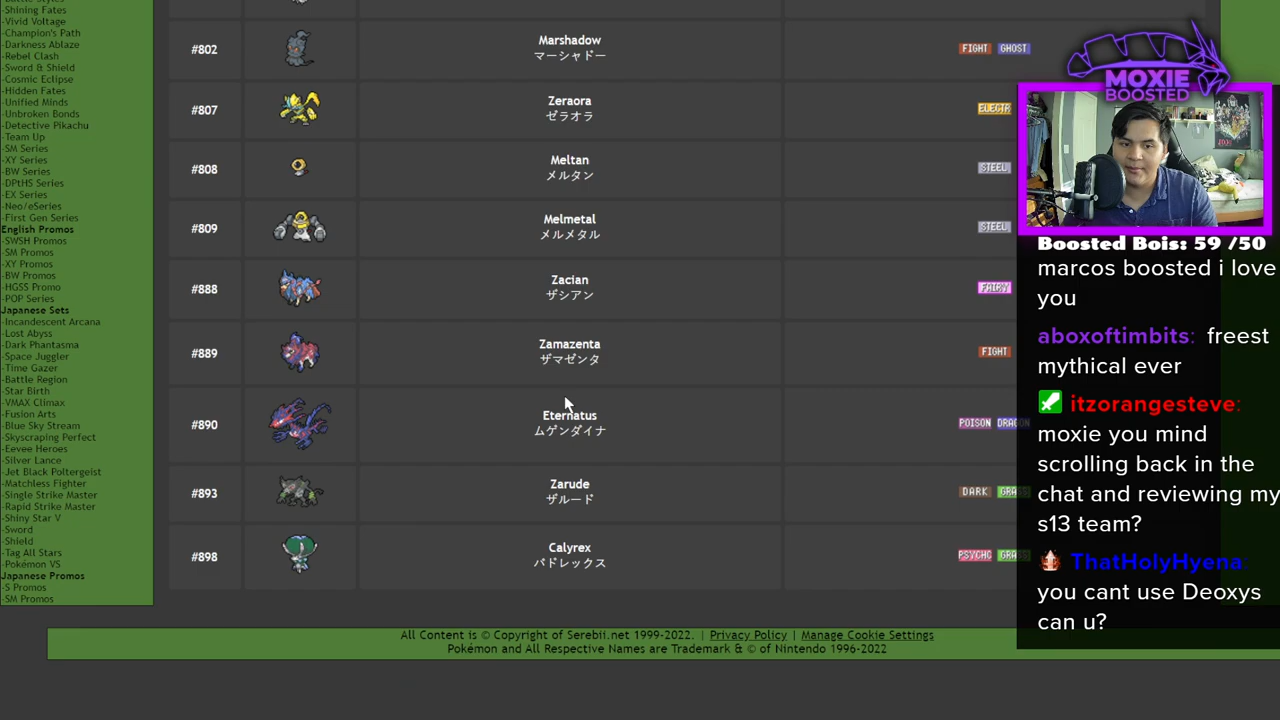 -Shining Fates
-Vivid Voltage
-Champion's Path
-Darkness Ablaze
-Rebel Clash
-Sword & Shield
-Cosmic Eclipse
-Hidden Fates
-Unified Minds
-Unbroken Bonds
-Detective Pikachu
-Team Up
-SM Series
-XY Series
-BW Series
-DPtHS Series
-EX Series
-Neo/eSeries
-First Gen Series
English Promos
-SWSH Promos
-SM Promos
-XY Promos
-BW Promos
-HGSS Promo
-POP Series
Japanese Sets
-Incandescent Arcana
-Lost Abyss
-Dark Phantasma
-Space Juggler
-Time Gazer
-Battle Region
-Star Birth
-VMAX Climax
-Fusion Arts
-Blue Sky Stream
-Skyscraping Perfect
-Eevee Heroes
-Silver Lance
-Jet Black Poltergeist
-Matchless Fighter
-Single Strike Master
-Rapid Strike Master
-Shiny Star V
-Sword
-Shield
-Tag All Stars
-Pokémon VS
Japanese Promos
-S Promos
-SM Promos
#802 Marshadow FIGHT GHOST
マーシャドー
#807 Zeraora ELECTR
ゼラオラ
#808 Meltan STEEL
メルタン
#809 Melmetal STEEL
メルメタル
#888 Zacian FAIRY
ザシアン
#889 Zamazenta FIGHT
ザマゼンタ
#890 Eternatus POISON DRAGON
ムゲンダイナ
#893 Zarude DARK GRASS
ザルード
#898 Calyrex PSYCHC GRASS
バドレックス
All Content is © Copyright of Serebii.net 1999-2022. | Privacy Policy | Manage Cookie Settings
Pokémon and All Respective Names are Trademark & © of Nintendo 1996-2022
MOXIE
BOOSTED
Boosted Bois: 59 /50
marcos boosted i love
you
aboxoftimbits: freest
mythical ever
itzorangesteve:
moxie you mind
scrolling back in the
chat and reviewing my
s13 team?
ThatHolyHyena:
you cant use Deoxys
can u?